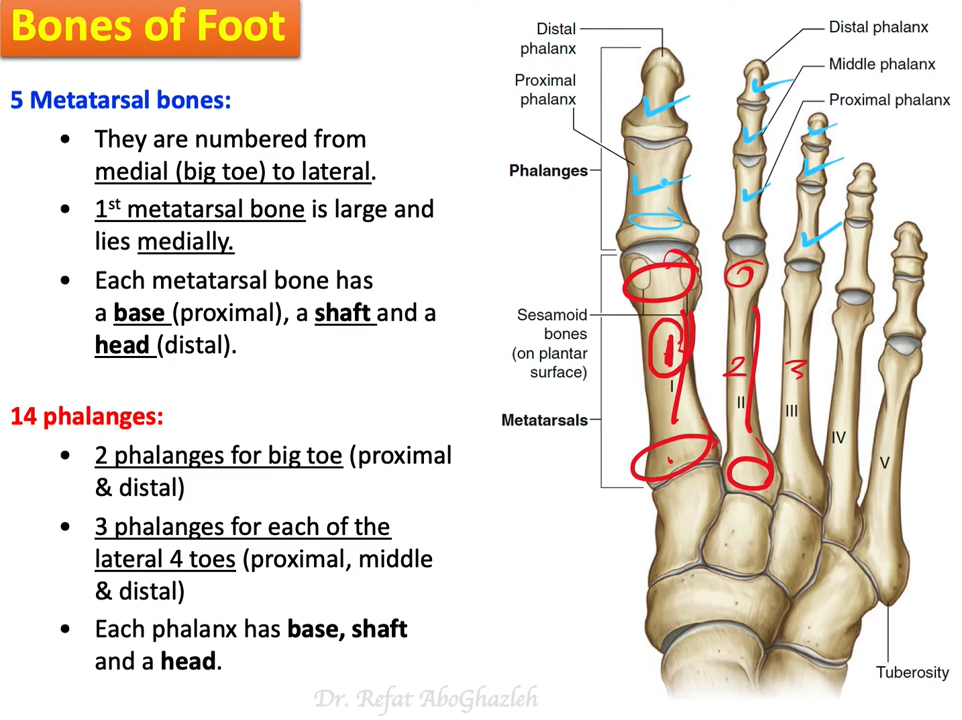 Bones of Foot
5 Metatarsal bones:
• They are numbered from
medial (big toe) to lateral.
• 1st metatarsal bone is large and
lies medially.
• Each metatarsal bone has
a base (proximal), a shaft and a
head (distal).
14 phalanges:
• 2 phalanges for big toe (proximal
& distal)
• 3 phalanges for each of the
lateral 4 toes (proximal, middle
& distal)
• Each phalanx has base, shaft
and a head.
Distal
phalanx
Proximal
phalanx
Phalanges
Sesamoid
bones
(on plantar
surface)
Metatarsals
Distal phalanx
Middle phalanx
Proximal phalanx
1
2
3
I
II
III
IV
V
Tuberosity
Dr. Refat AboGhazleh